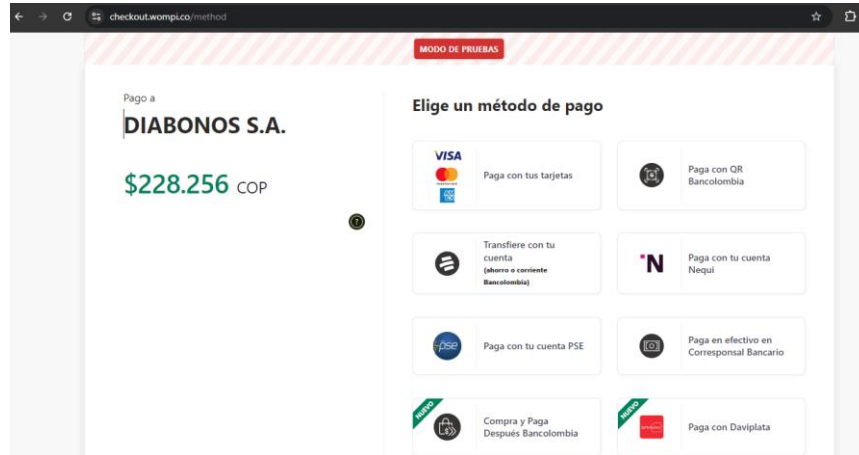 checkout.wompi.co/method
MODO DE PRUEBAS
Pago a
DIABONOS S.A.
$228.256 COP
?
Elige un método de pago
VISA
Paga con tus tarjetas
Paga con QR
Bancolombia
Transfiere con tu
cuenta
(ahorro o corriente
Bancolombia)
N
Paga con tu cuenta
Nequi
pse
Paga con tu cuenta PSE
Paga en efectivo en
Corresponsal Bancario
NUEVO
Compra y Paga
Después Bancolombia
NUEVO
Paga con Daviplata